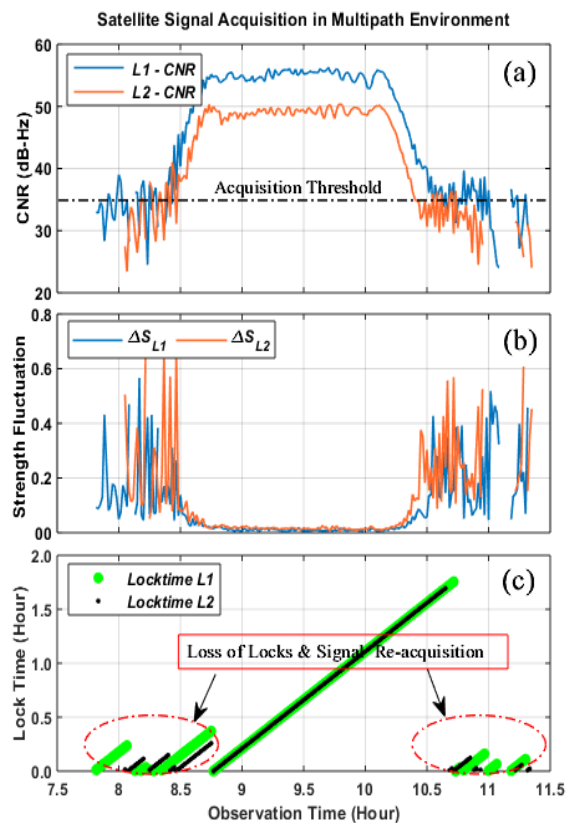 Satellite Signal Acquisition in Multipath Environment
60
50
40
30
20
CNR (dB-Hz)
L1 - CNR
L2 - CNR
(a)
Acquisition Threshold
0.8
0.6
0.4
0.2
00
Strength Fluctuation
ΔS_L1 ΔS_L2
(b)
2.0
1.5
1.0
0.5
0.0
Lock Time (Hour)
Locktime L1
Locktime L2
(c)
Loss of Locks & Signal Re-acquisition
7.5 8 8.5 9 9.5 10 10.5 11 11.5
Observation Time (Hour)